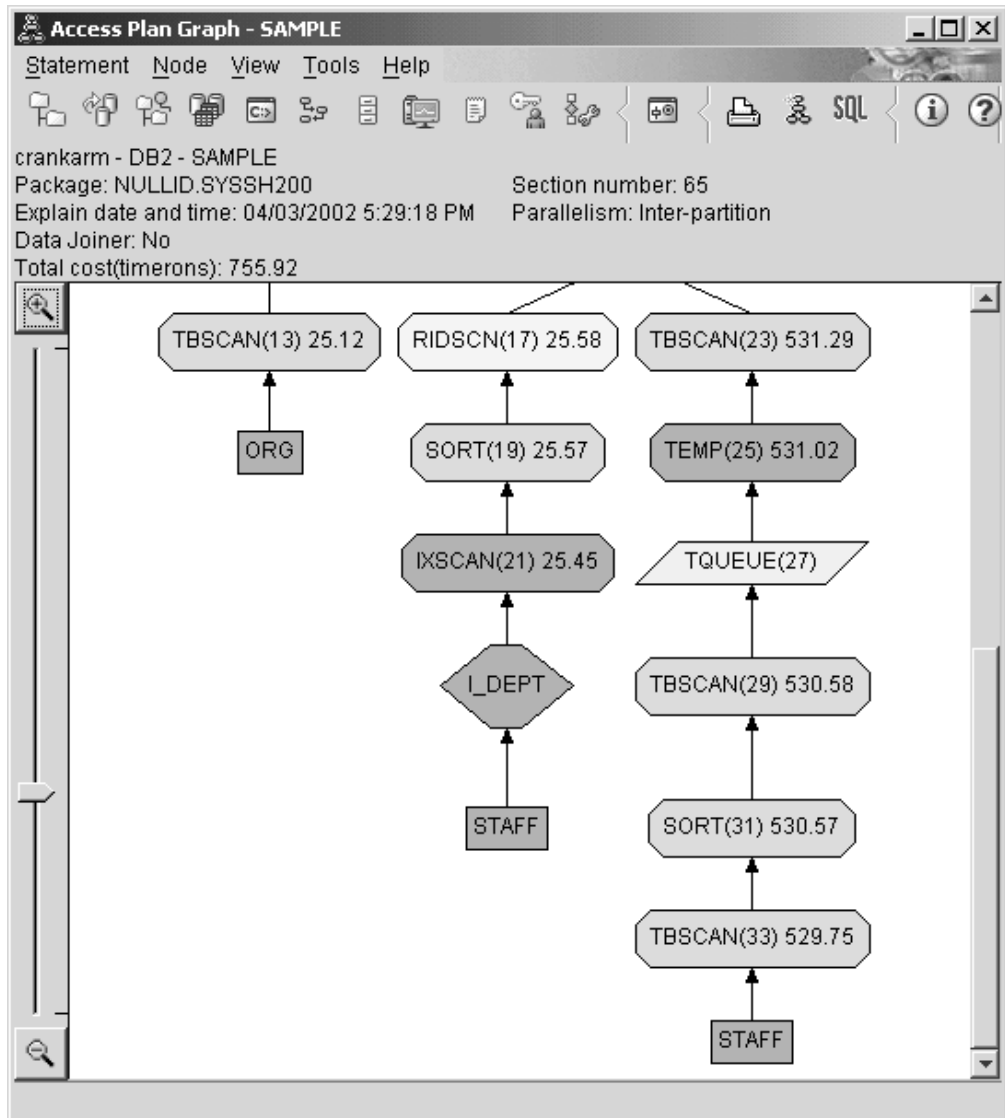 Access Plan Graph - SAMPLE
Statement Node View Tools Help
C:>
SQL
i ?
crankarm - DB2 - SAMPLE
Package: NULLID.SYSSH200 Section number: 65
Explain date and time: 04/03/2002 5:29:18 PM Parallelism: Inter-partition
Data Joiner: No
Total cost(timerons): 755.92
TBSCAN(13) 25.12 RIDSCN(17) 25.58 TBSCAN(23) 531.29
ORG SORT(19) 25.57 TEMP(25) 531.02
IXSCAN(21) 25.45 TQUEUE(27)
I_DEPT TBSCAN(29) 530.58
STAFF SORT(31) 530.57
TBSCAN(33) 529.75
STAFF